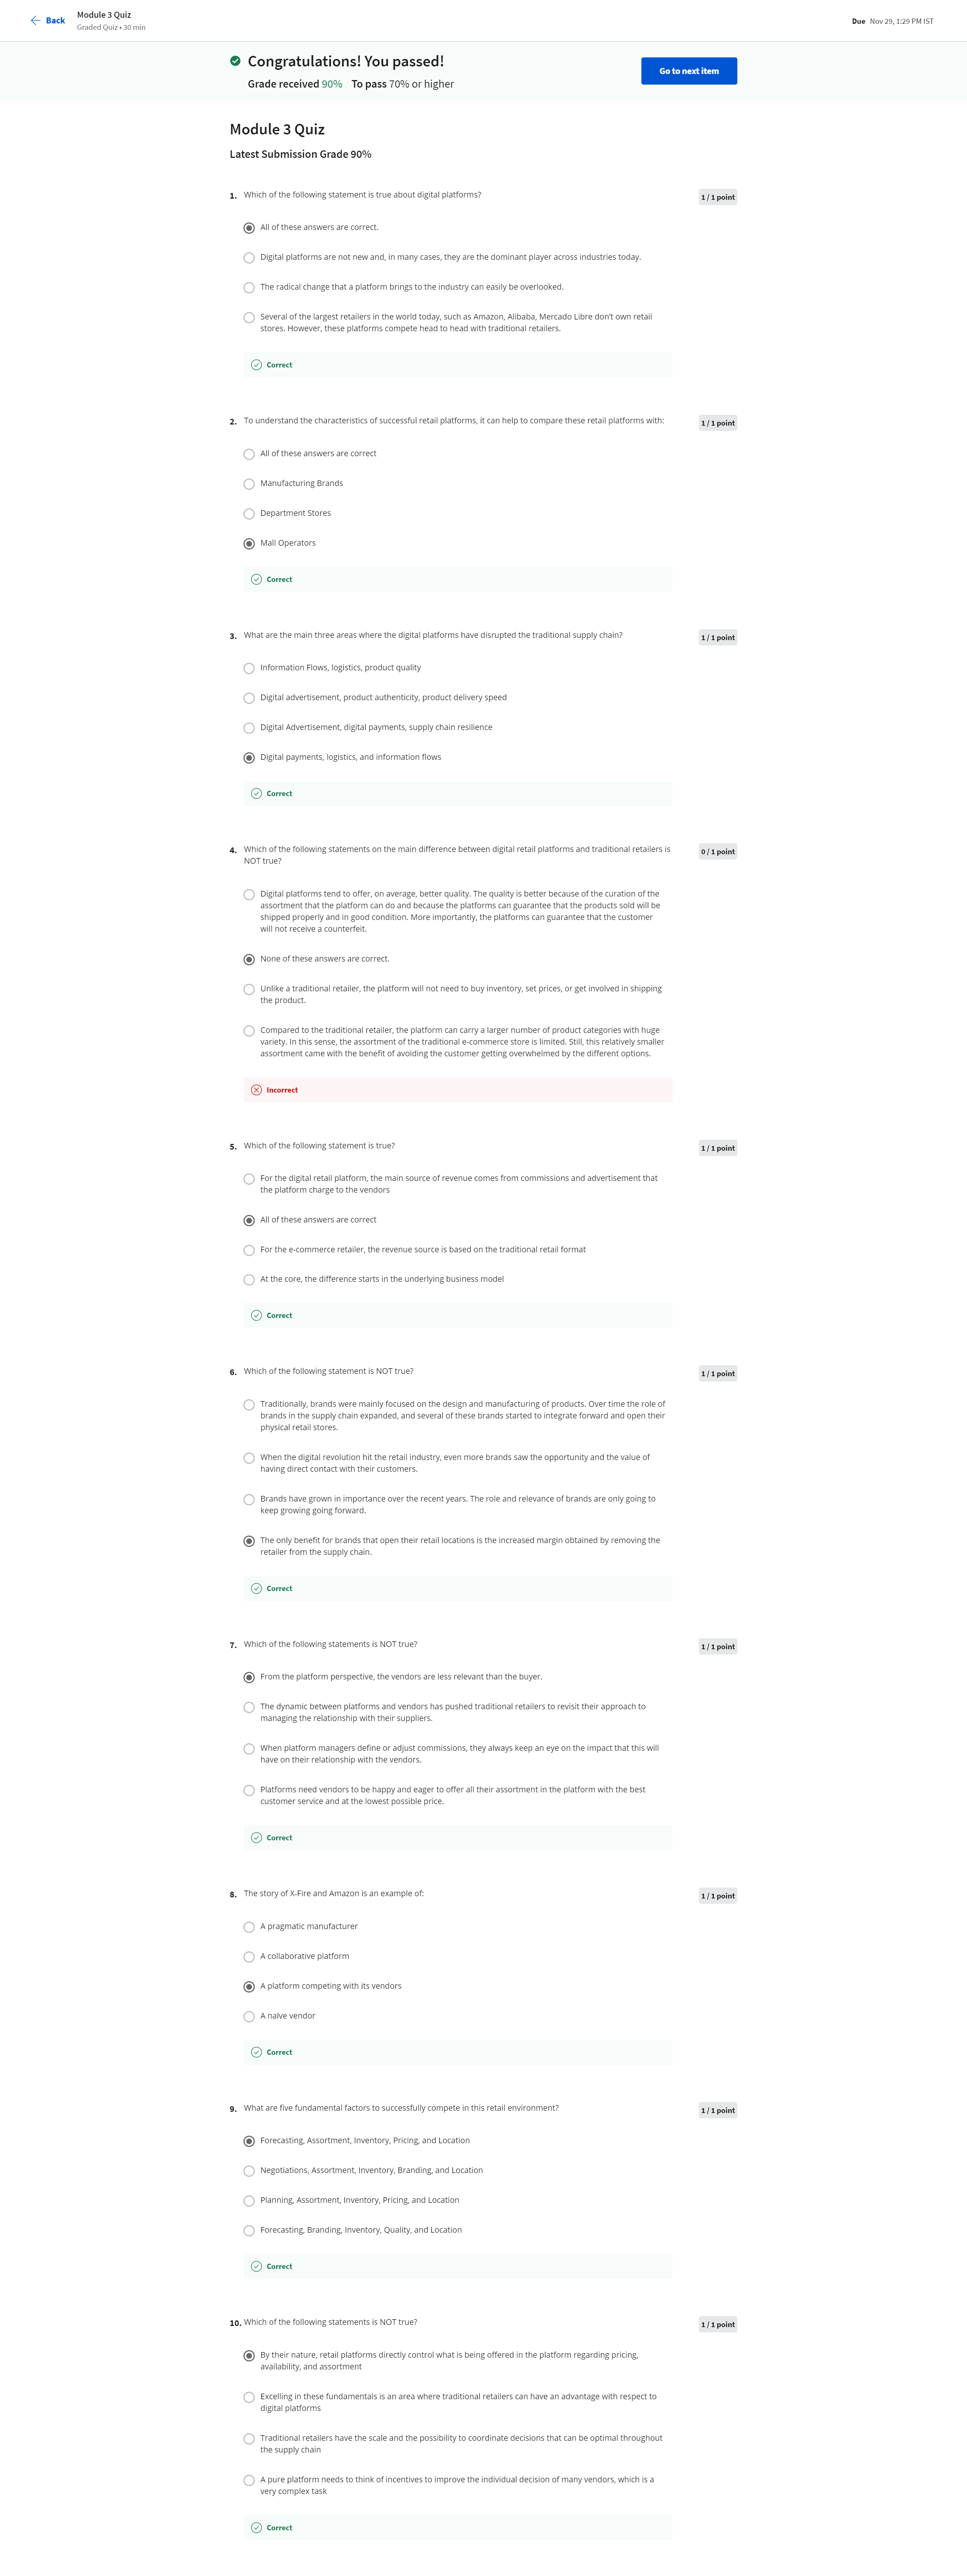 Back
Module 3 Quiz
Graded Quiz • 30 min
Due Nov 29, 1:29 PM IST
Congratulations! You passed!
Grade received 90% To pass 70% or higher
Go to next item
Module 3 Quiz
Latest Submission Grade 90%
1. Which of the following statement is true about digital platforms?
1 / 1 point
All of these answers are correct.
Digital platforms are not new and, in many cases, they are the dominant player across industries today.
The radical change that a platform brings to the industry can easily be overlooked.
Several of the largest retailers in the world today, such as Amazon, Alibaba, Mercado Libre don't own retail
stores. However, these platforms compete head to head with traditional retailers.
Correct
2. To understand the characteristics of successful retail platforms, it can help to compare these retail platforms with:
1 / 1 point
All of these answers are correct
Manufacturing Brands
Department Stores
Mall Operators
Correct
3. What are the main three areas where the digital platforms have disrupted the traditional supply chain?
1 / 1 point
Information Flows, logistics, product quality
Digital advertisement, product authenticity, product delivery speed
Digital Advertisement, digital payments, supply chain resilience
Digital payments, logistics, and information flows
Correct
4. Which of the following statements on the main difference between digital retail platforms and traditional retailers is
NOT true?
0 / 1 point
Digital platforms tend to offer, on average, better quality. The quality is better because of the curation of the
assortment that the platform can do and because the platforms can guarantee that the products sold will be
shipped properly and in good condition. More importantly, the platforms can guarantee that the customer
will not receive a counterfeit.
None of these answers are correct.
Unlike a traditional retailer, the platform will not need to buy inventory, set prices, or get involved in shipping
the product.
Compared to the traditional retailer, the platform can carry a larger number of product categories with huge
variety. In this sense, the assortment of the traditional e-commerce store is limited. Still, this relatively smaller
assortment came with the benefit of avoiding the customer getting overwhelmed by the different options.
Incorrect
5. Which of the following statement is true?
1 / 1 point
For the digital retail platform, the main source of revenue comes from commissions and advertisement that
the platform charge to the vendors
All of these answers are correct
For the e-commerce retailer, the revenue source is based on the traditional retail format
At the core, the difference starts in the underlying business model
Correct
6. Which of the following statement is NOT true?
1 / 1 point
Traditionally, brands were mainly focused on the design and manufacturing of products. Over time the role of
brands in the supply chain expanded, and several of these brands started to integrate forward and open their
physical retail stores.
When the digital revolution hit the retail industry, even more brands saw the opportunity and the value of
having direct contact with their customers.
Brands have grown in importance over the recent years. The role and relevance of brands are only going to
keep growing going forward.
The only benefit for brands that open their retail locations is the increased margin obtained by removing the
retailer from the supply chain.
Correct
7. Which of the following statements is NOT true?
1 / 1 point
From the platform perspective, the vendors are less relevant than the buyer.
The dynamic between platforms and vendors has pushed traditional retailers to revisit their approach to
managing the relationship with their suppliers.
When platform managers define or adjust commissions, they always keep an eye on the impact that this will
have on their relationship with the vendors.
Platforms need vendors to be happy and eager to offer all their assortment in the platform with the best
customer service and at the lowest possible price.
Correct
8. The story of X-Fire and Amazon is an example of:
1 / 1 point
A pragmatic manufacturer
A collaborative platform
A platform competing with its vendors
A naïve vendor
Correct
9. What are five fundamental factors to successfully compete in this retail environment?
1 / 1 point
Forecasting, Assortment, Inventory, Pricing, and Location
Negotiations, Assortment, Inventory, Branding, and Location
Planning, Assortment, Inventory, Pricing, and Location
Forecasting, Branding, Inventory, Quality, and Location
Correct
10. Which of the following statements is NOT true?
1 / 1 point
By their nature, retail platforms directly control what is being offered in the platform regarding pricing,
availability, and assortment
Excelling in these fundamentals is an area where traditional retailers can have an advantage with respect to
digital platforms
Traditional retailers have the scale and the possibility to coordinate decisions that can be optimal throughout
the supply chain
A pure platform needs to think of incentives to improve the individual decision of many vendors, which is a
very complex task
Correct